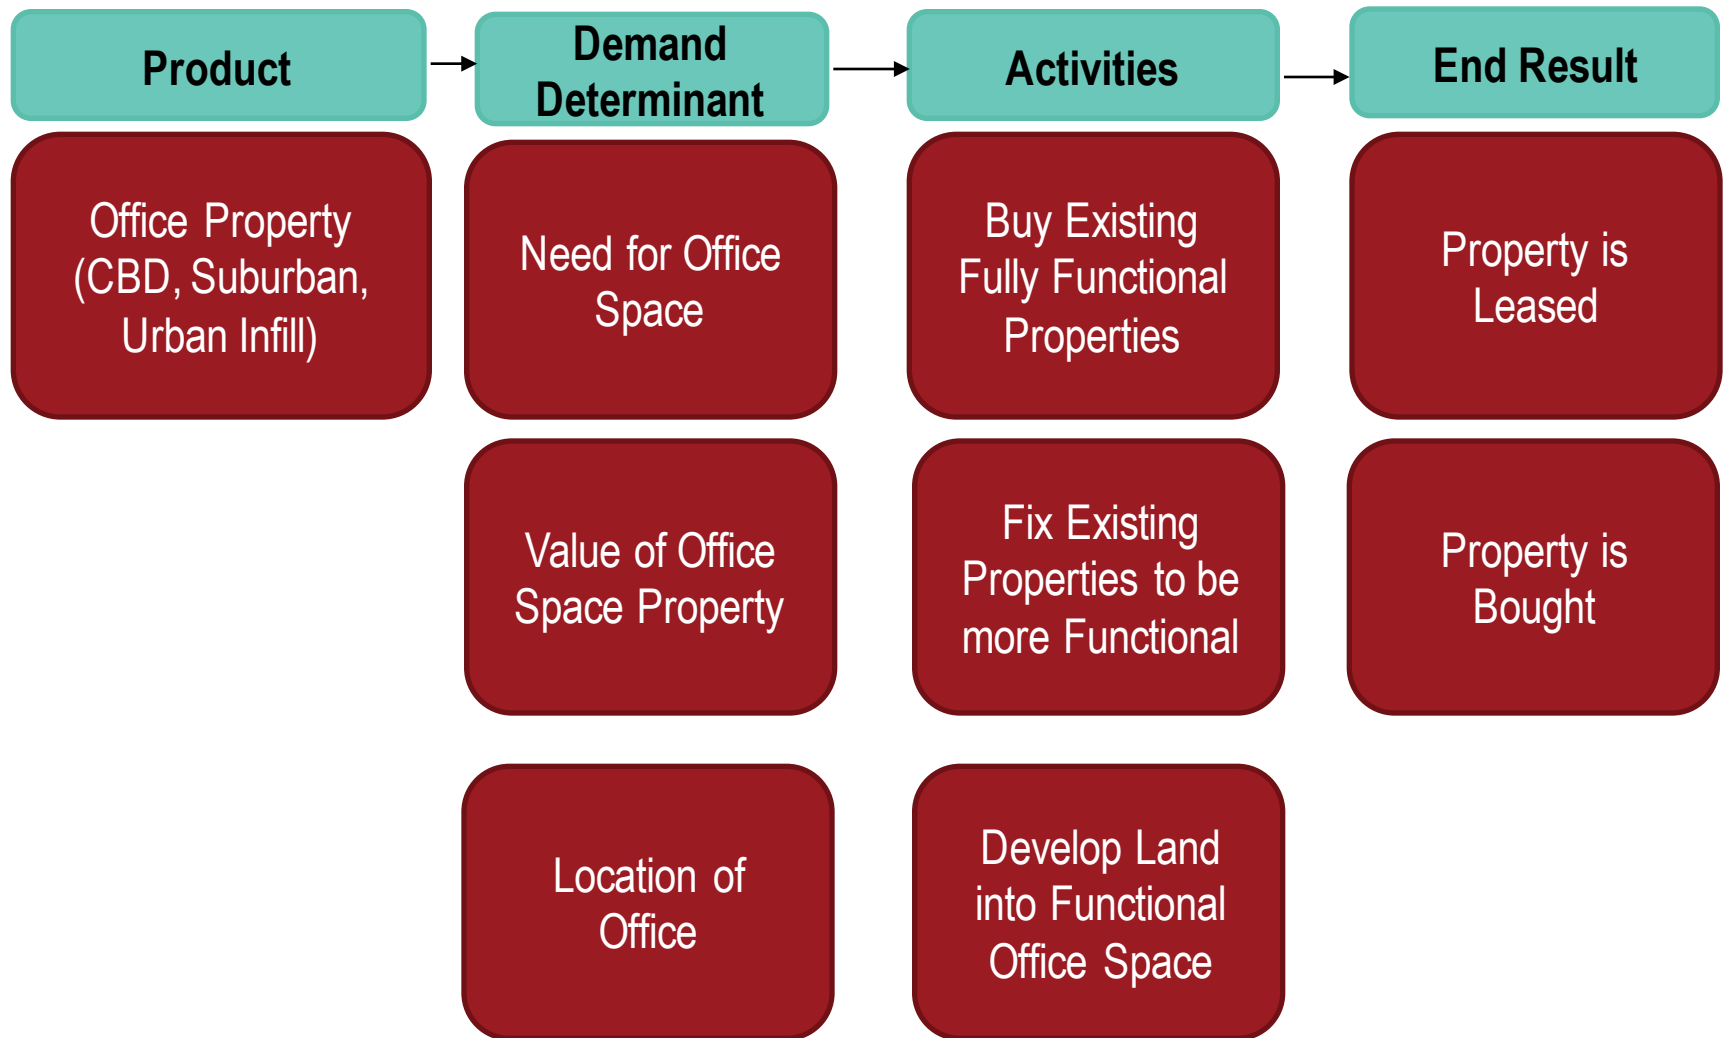 Product
Demand
Determinant
Activities
End Result
Office Property
(CBD, Suburban,
Urban Infill)
Need for Office
Space
Buy Existing
Fully Functional
Properties
Property is
Leased
Value of Office
Space Property
Fix Existing
Properties to be
more Functional
Property is
Bought
Location of
Office
Develop Land
into Functional
Office Space